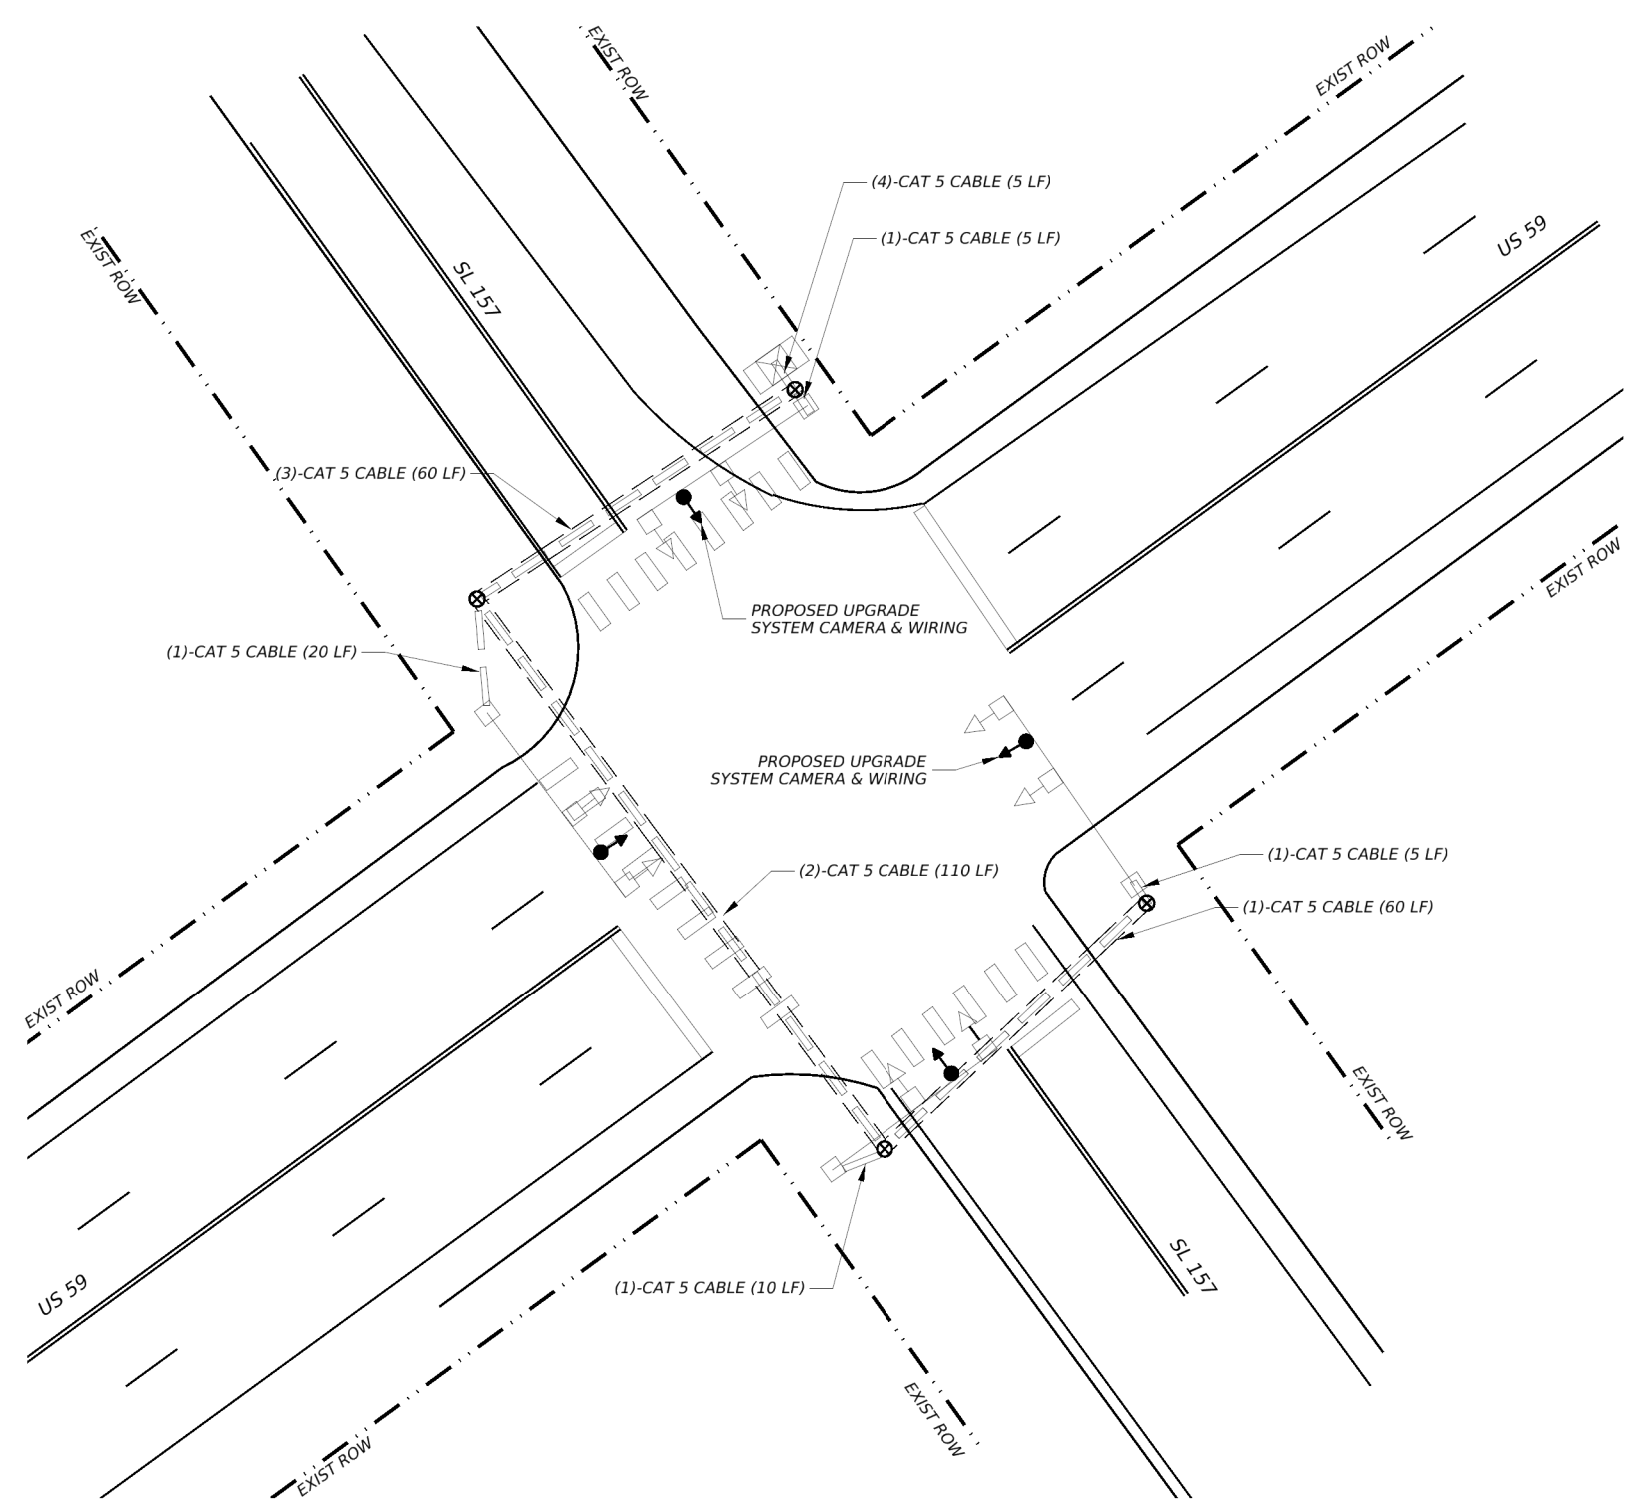 EXIST ROW
EXIST ROW
(4)-CAT 5 CABLE (5 LF)
(1)-CAT 5 CABLE (5 LF)
US 59
EXIST ROW
SL 157
(3)-CAT 5 CABLE (60 LF)
EXIST ROW
PROPOSED UPGRADE
SYSTEM CAMERA & WIRING
(1)-CAT 5 CABLE (20 LF)
PROPOSED UPGRADE
SYSTEM CAMERA & WIRING
(1)-CAT 5 CABLE (5 LF)
(2)-CAT 5 CABLE (110 LF)
(1)-CAT 5 CABLE (60 LF)
EXIST ROW
EXIST ROW
SL 157
(1)-CAT 5 CABLE (10 LF)
US 59
EXIST ROW
EXIST ROW